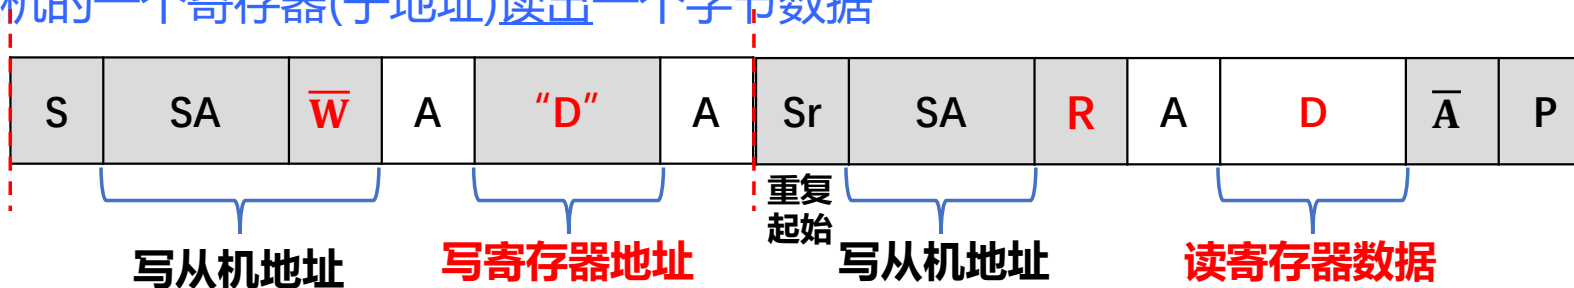 机的一个寄存器(子地址)读出一个字节数据
S SA W̅ A “D” A Sr SA R A D A̅ P
重复
起始
写从机地址 写寄存器地址 写从机地址 读寄存器数据